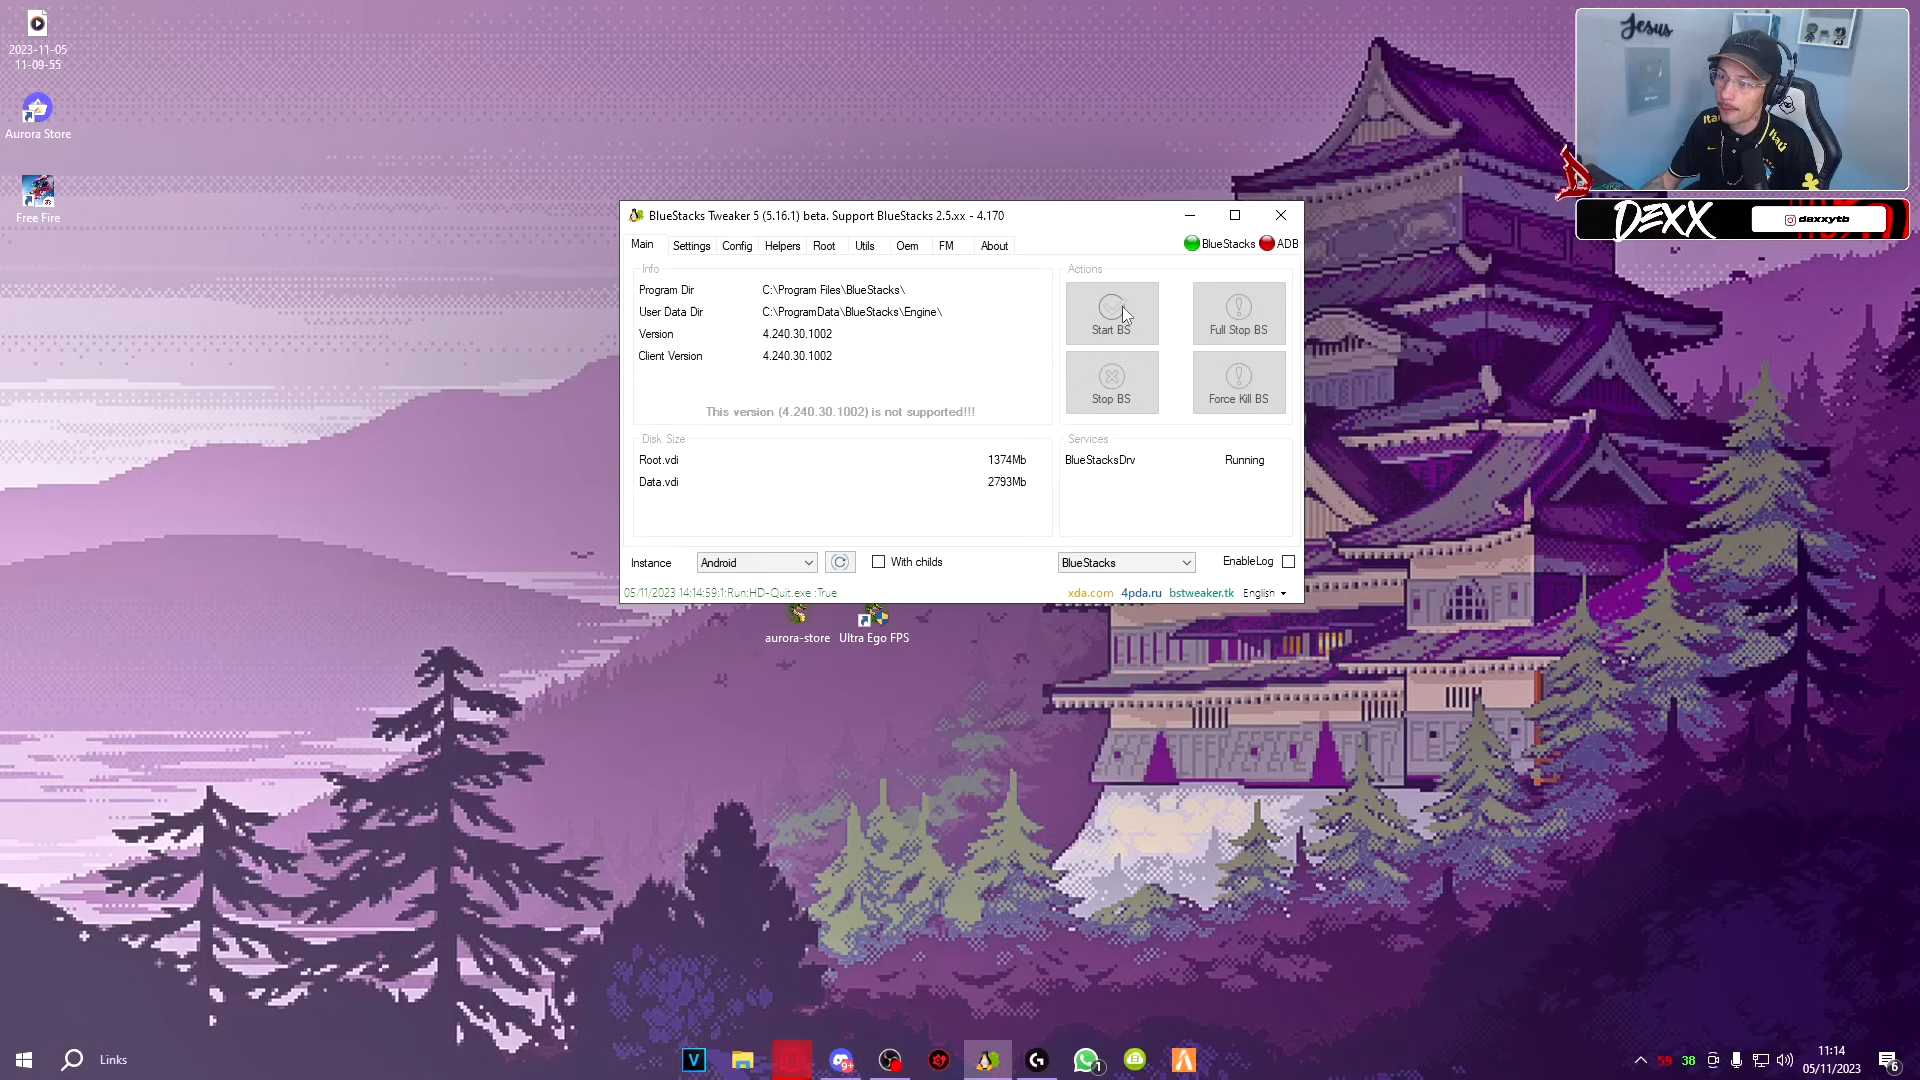 2023-11-05
11-09-55
Aurora Store
Free Fire
Jesus
Itaú
DEXX
daxxytb
BlueStacks Tweaker 5 (5.16.1) beta. Support BlueStacks 2.5.xx - 4.170
Main Settings Config Helpers Root Utils Oem FM About
BlueStacks ADB
Info
Program Dir C:\Program Files\BlueStacks\
User Data Dir C:\ProgramData\BlueStacks\Engine\
Version 4.240.30.1002
Client Version 4.240.30.1002
This version (4.240.30.1002) is not supported!!!
Actions
Start BS Full Stop BS
Stop BS Force Kill BS
Disk Size
Root.vdi 1374Mb
Data.vdi 2793Mb
Services
BlueStacksDrv Running
Instance Android With childs BlueStacks EnableLog
05/11/2023 14:14:59:1:Run:HD-Quit.exe :True
xda.com 4pda.ru bstweaker.tk English
aurora-store Ultra Ego FPS
Links
V
9+
1
59 38
11:14
05/11/2023
6